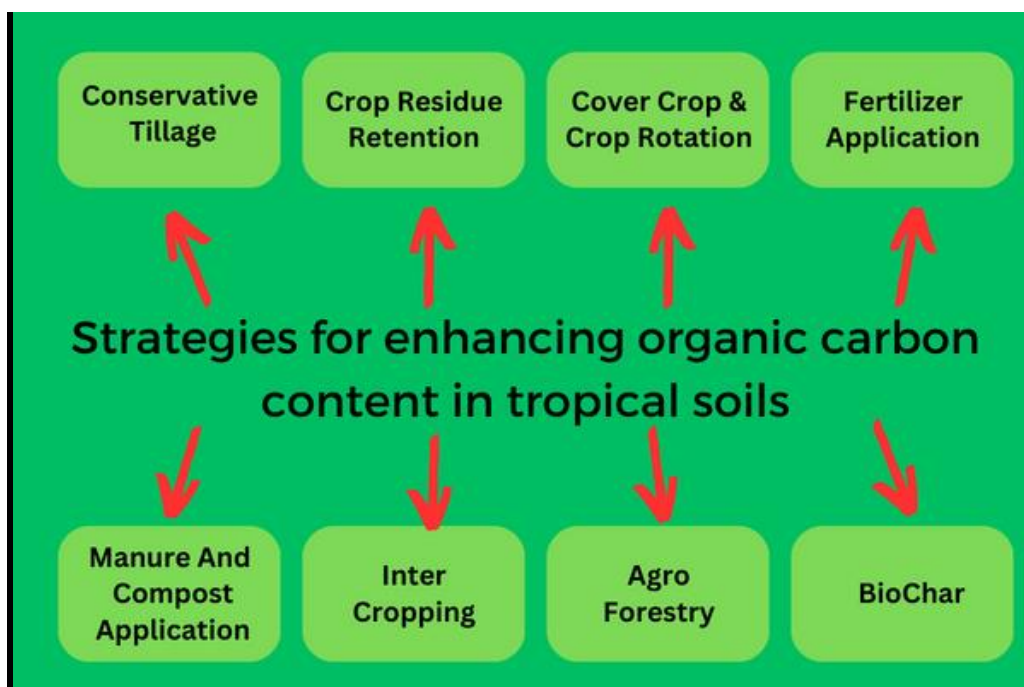 Conservative
Tillage
Crop Residue
Retention
Cover Crop &
Crop Rotation
Fertilizer
Application
Strategies for enhancing organic carbon
content in tropical soils
Manure And
Compost
Application
Inter
Cropping
Agro
Forestry
BioChar